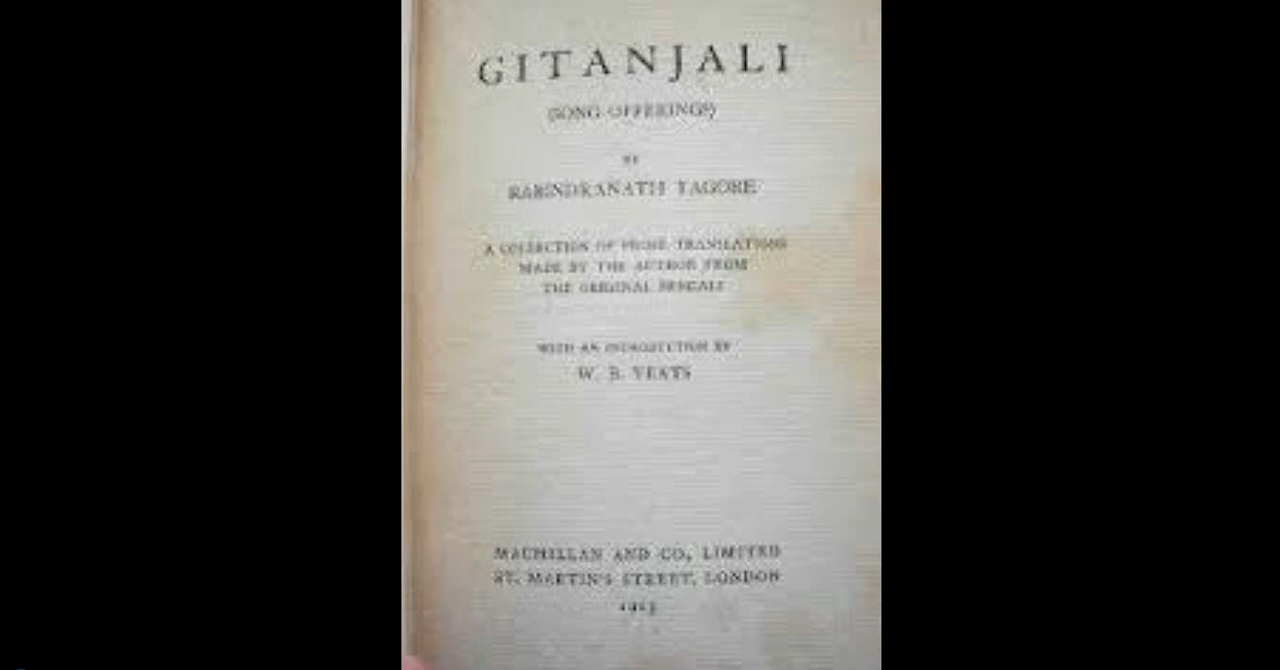 GITANJALI
(SONG OFFERINGS)
BY
RABINDRANATH TAGORE
A COLLECTION OF PROSE TRANSLATIONS
MADE BY THE AUTHOR FROM
THE ORIGINAL BENGALI
WITH AN INTRODUCTION BY
W. B. YEATS
MACMILLAN AND CO., LIMITED
ST. MARTIN'S STREET, LONDON
1913